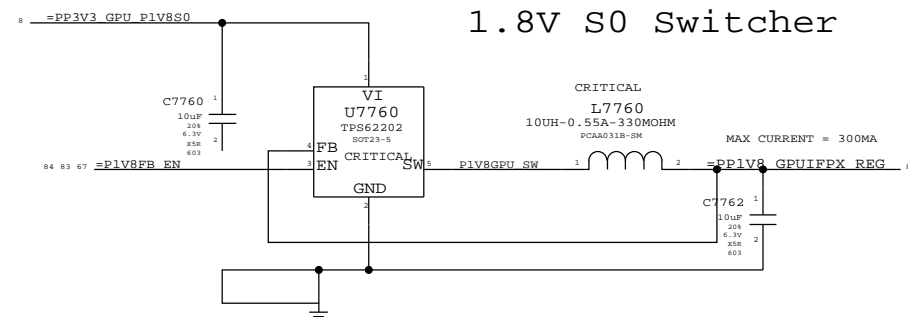 1.8V S0 Switcher
8 =PP3V3_GPU_P1V8S0
1
VI
U7760
TPS62202
SOT23-5
CRITICAL
4 FB
3 EN
SW 5
GND
2
C7760 1
10uF
20%
6.3V
X5R 2
603
84 83 67 =P1V8FB_EN
P1V8GPU_SW
CRITICAL
L7760
10UH-0.55A-330MOHM
PCAA031B-SM
1 2
MAX CURRENT = 300MA
=PP1V8_GPUIFPX_REG 8
C7762 1
10uF
20%
6.3V
X5R 2
603